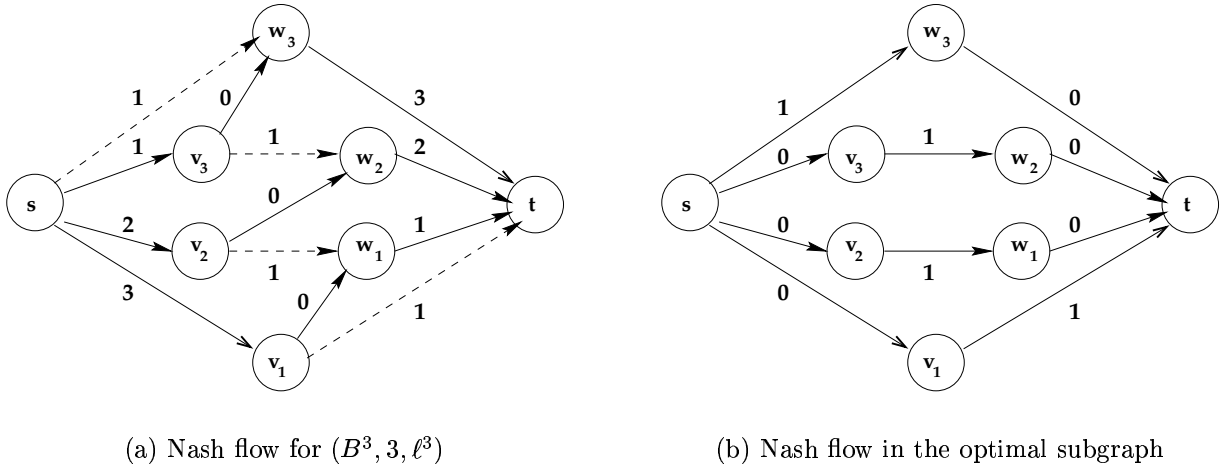 w₃
1
0
3
1
v₃
1
w₂
2
s
0
t
2
v₂
1
w₁
1
3
0
1
v₁
(a) Nash flow for (B³, 3, ℓ³)
w₃
1
0
0
v₃
1
w₂
0
s
t
0
v₂
1
w₁
0
0
1
v₁
(b) Nash flow in the optimal subgraph